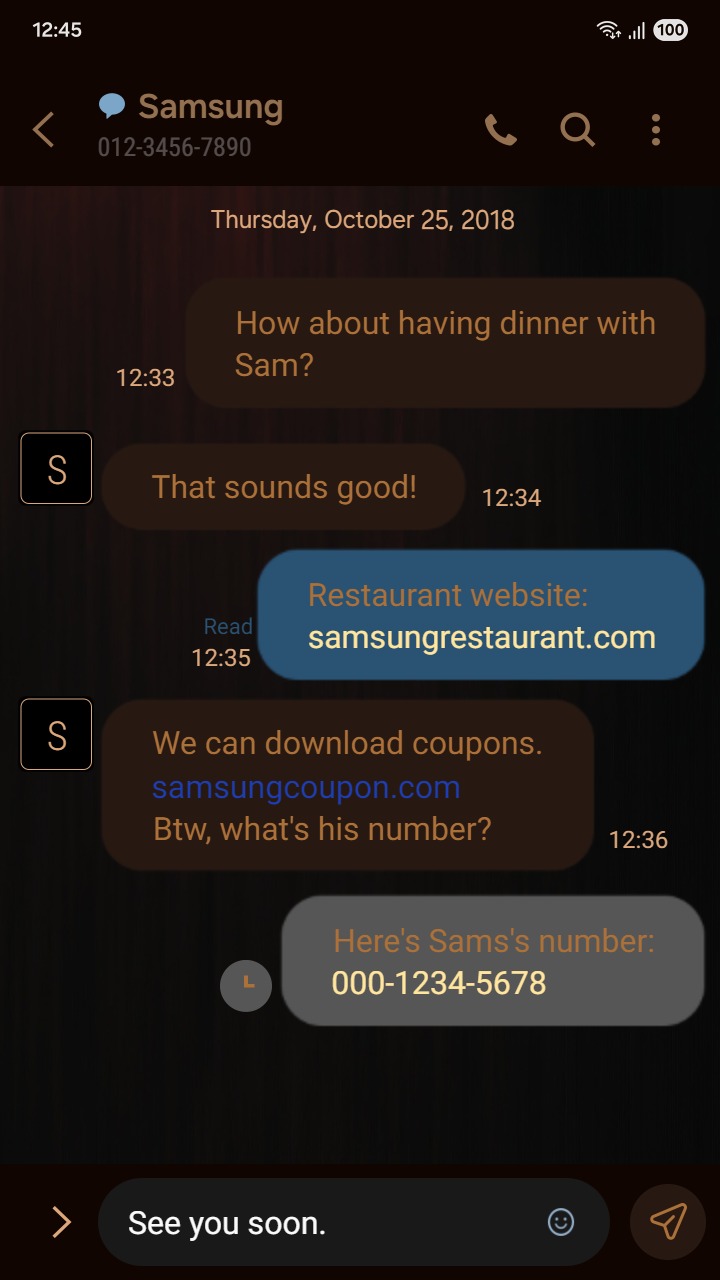 12:45
100
Samsung
012-3456-7890
Thursday, October 25, 2018
How about having dinner with
Sam?
12:33
S
That sounds good!
12:34
Restaurant website:
samsungrestaurant.com
Read
12:35
S
We can download coupons.
samsungcoupon.com
Btw, what's his number?
12:36
Here's Sams's number:
000-1234-5678
See you soon.